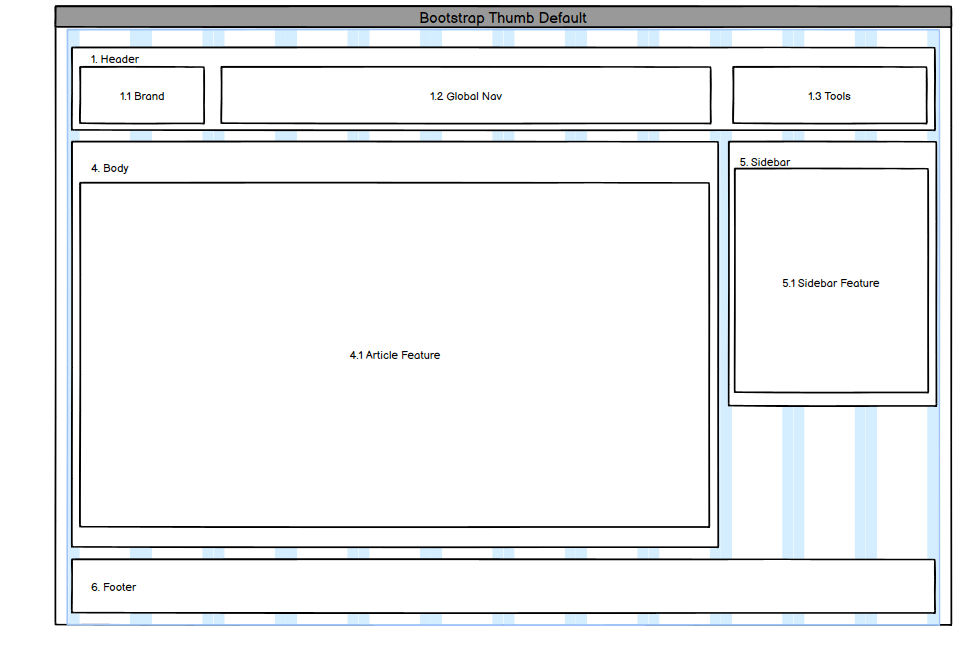 Bootstrap Thumb Default
1. Header
1.1 Brand
1.2 Global Nav
1.3 Tools
4. Body
4.1 Article Feature
5. Sidebar
5.1 Sidebar Feature
6. Footer